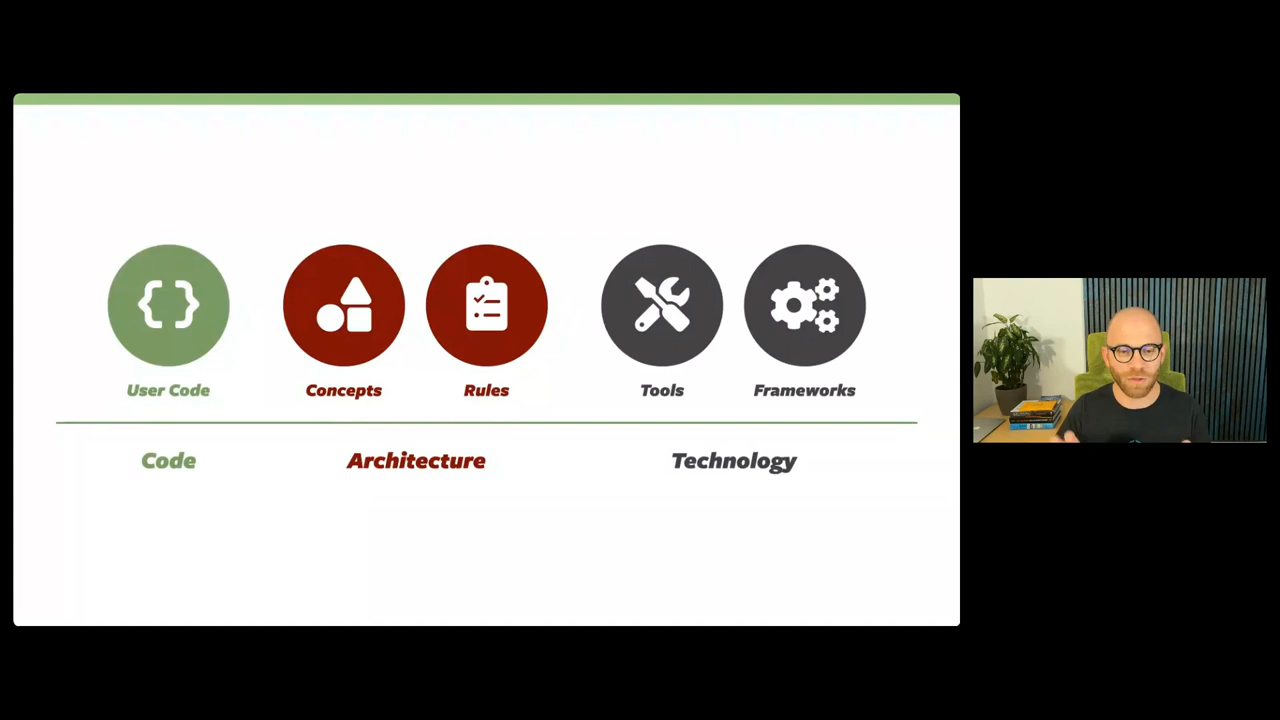 User Code
Concepts
Rules
Tools
Frameworks
Code
Architecture
Technology